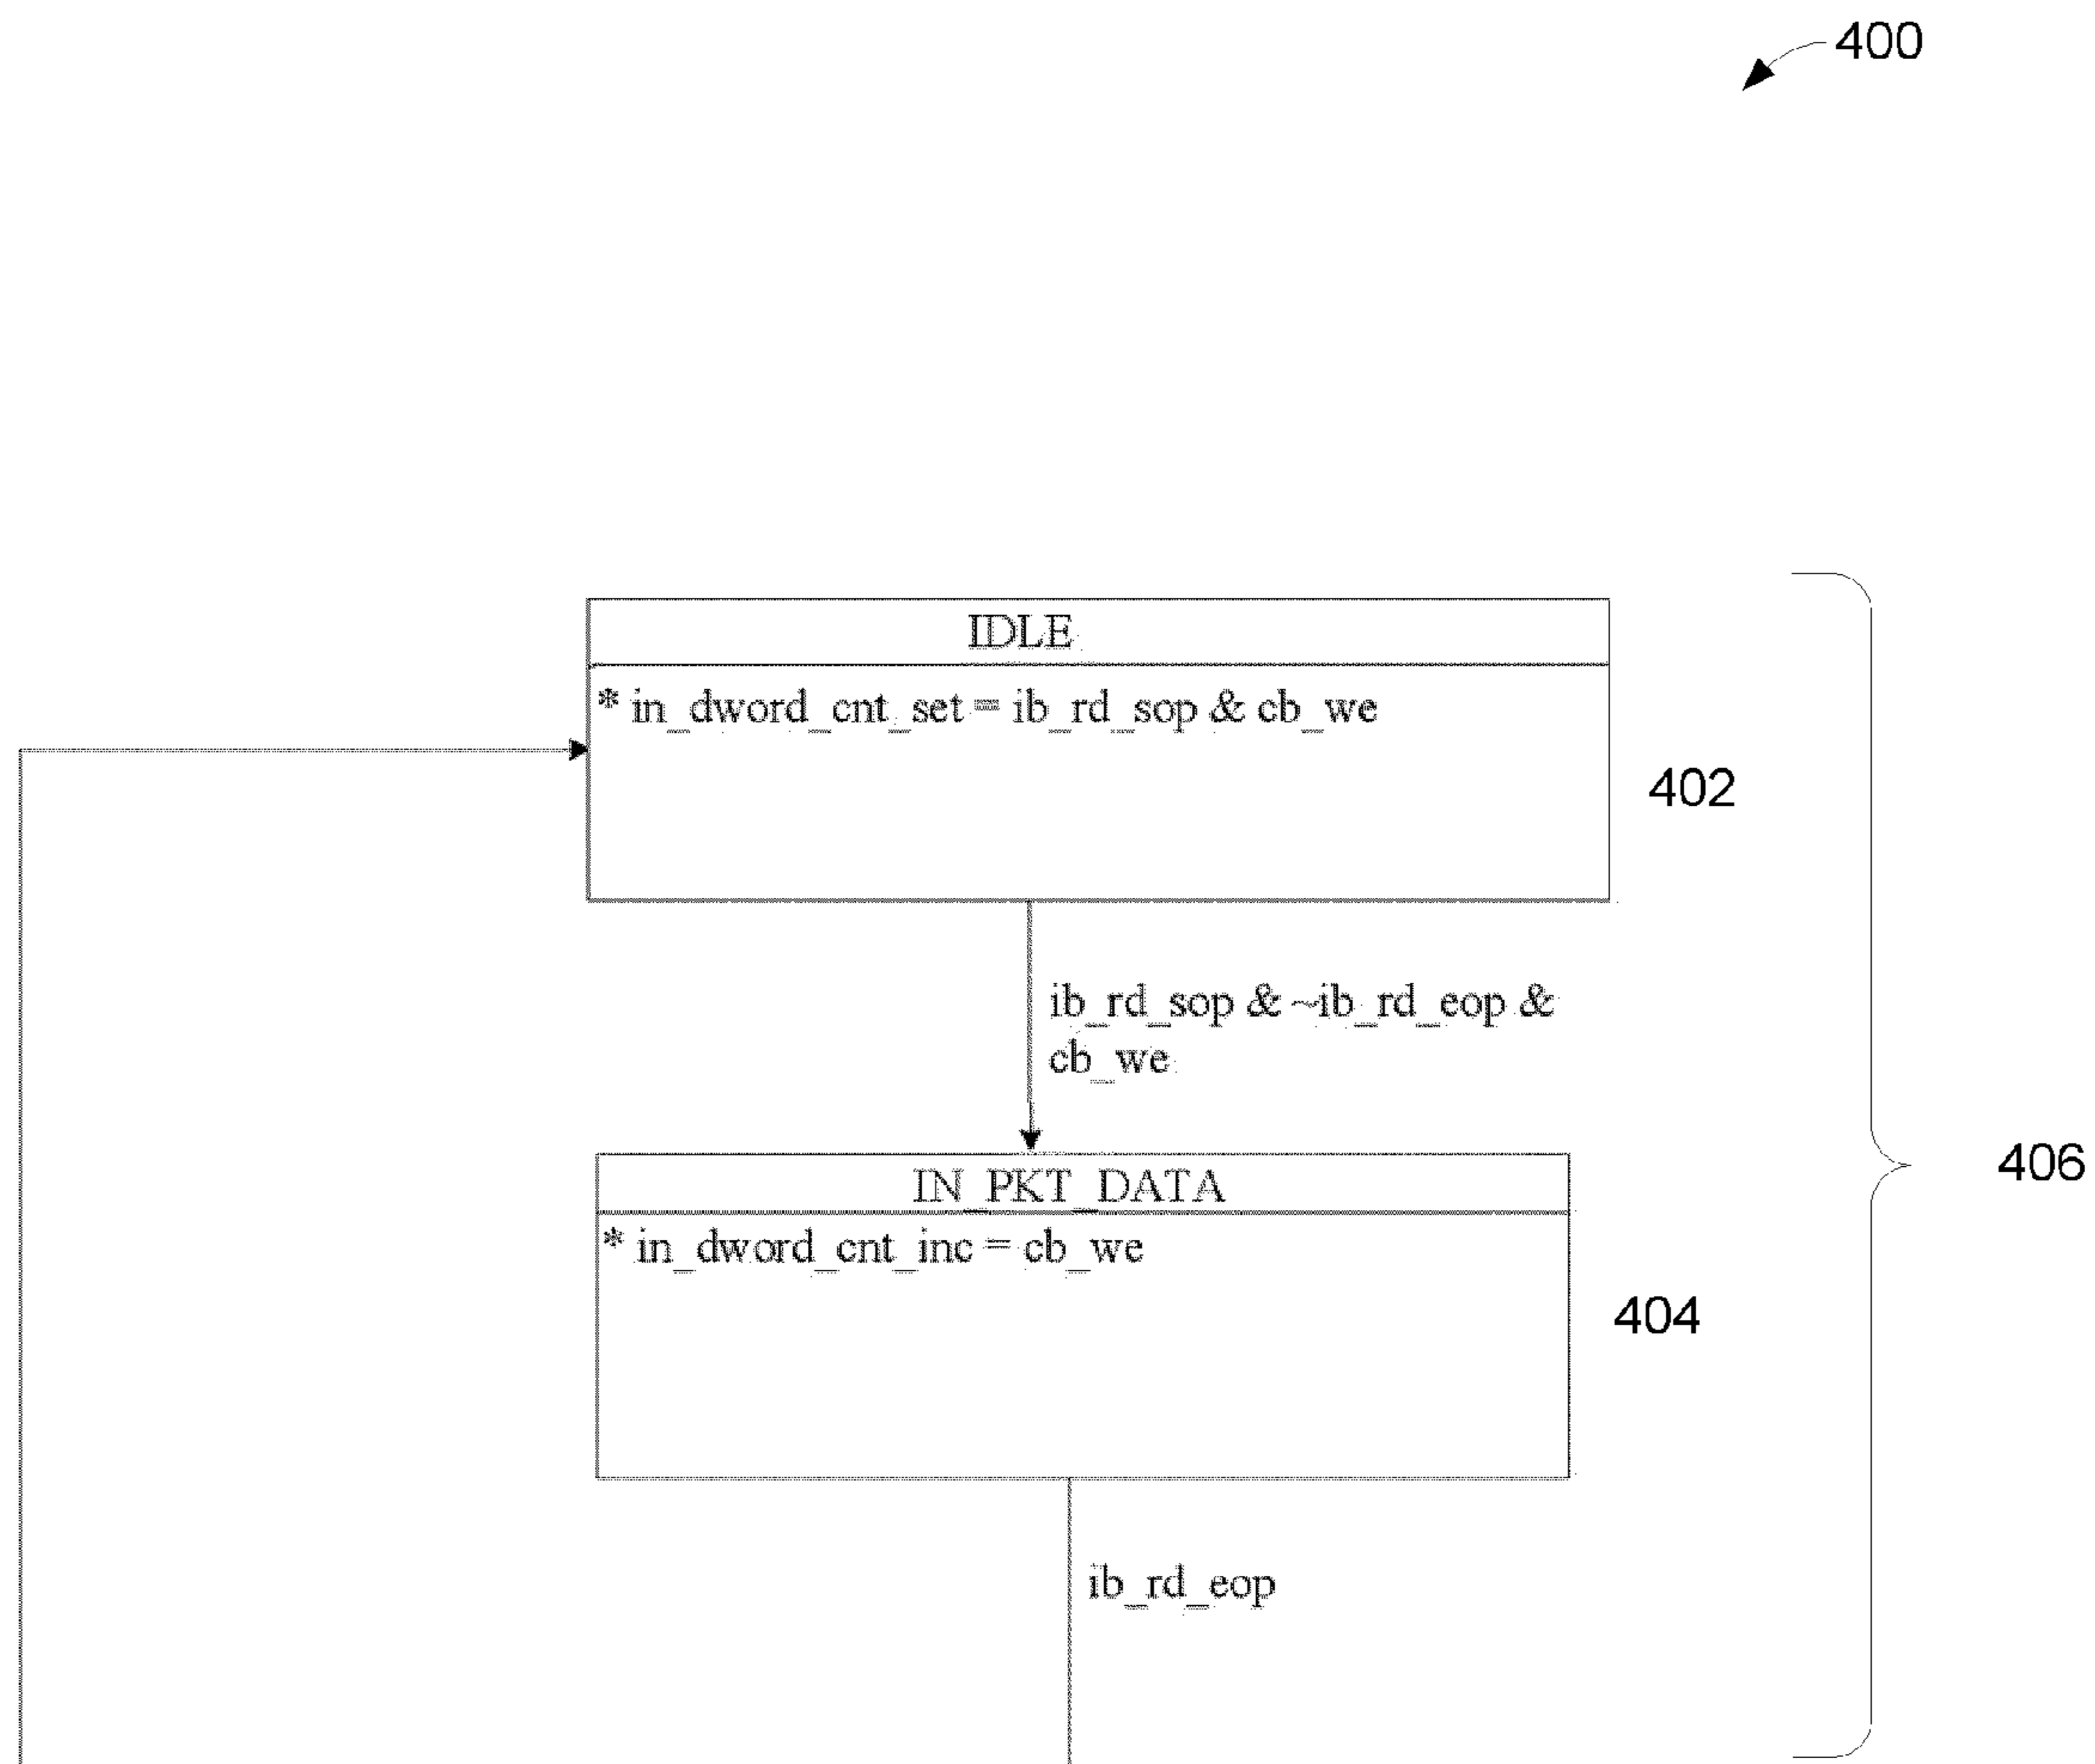 400
IDLE
* in_dword_cnt_set = ib_rd_sop & cb_we
402
ib_rd_sop & ~ib_rd_eop &
cb_we
406
IN_PKT_DATA
* in_dword_cnt_inc = cb_we
404
ib_rd_eop